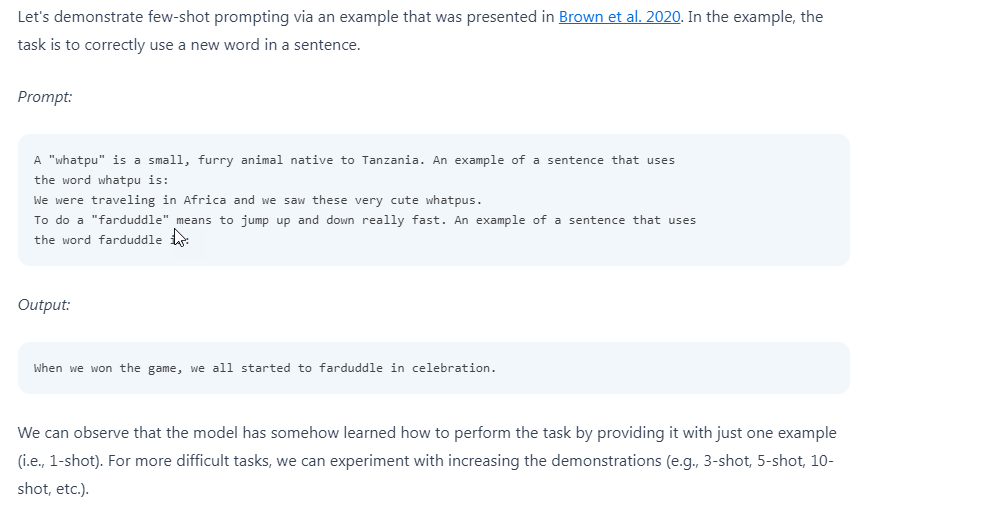 Let's demonstrate few-shot prompting via an example that was presented in Brown et al. 2020. In the example, the
task is to correctly use a new word in a sentence.
Prompt:
A "whatpu" is a small, furry animal native to Tanzania. An example of a sentence that uses
the word whatpu is:
We were traveling in Africa and we saw these very cute whatpus.
To do a "farduddle" means to jump up and down really fast. An example of a sentence that uses
the word farduddle is:
Output:
When we won the game, we all started to farduddle in celebration.
We can observe that the model has somehow learned how to perform the task by providing it with just one example
(i.e., 1-shot). For more difficult tasks, we can experiment with increasing the demonstrations (e.g., 3-shot, 5-shot, 10-
shot, etc.).